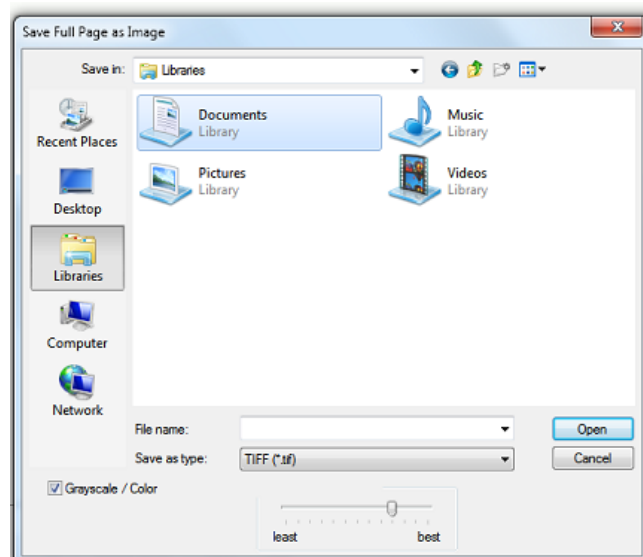 Save Full Page as Image
Save in: Libraries
Recent Places
Desktop
Libraries
Computer
Network
Documents
Library
Music
Library
Pictures
Library
Videos
Library
File name:
Open
Save as type: TIFF (*.tif)
Cancel
Grayscale / Color
least best